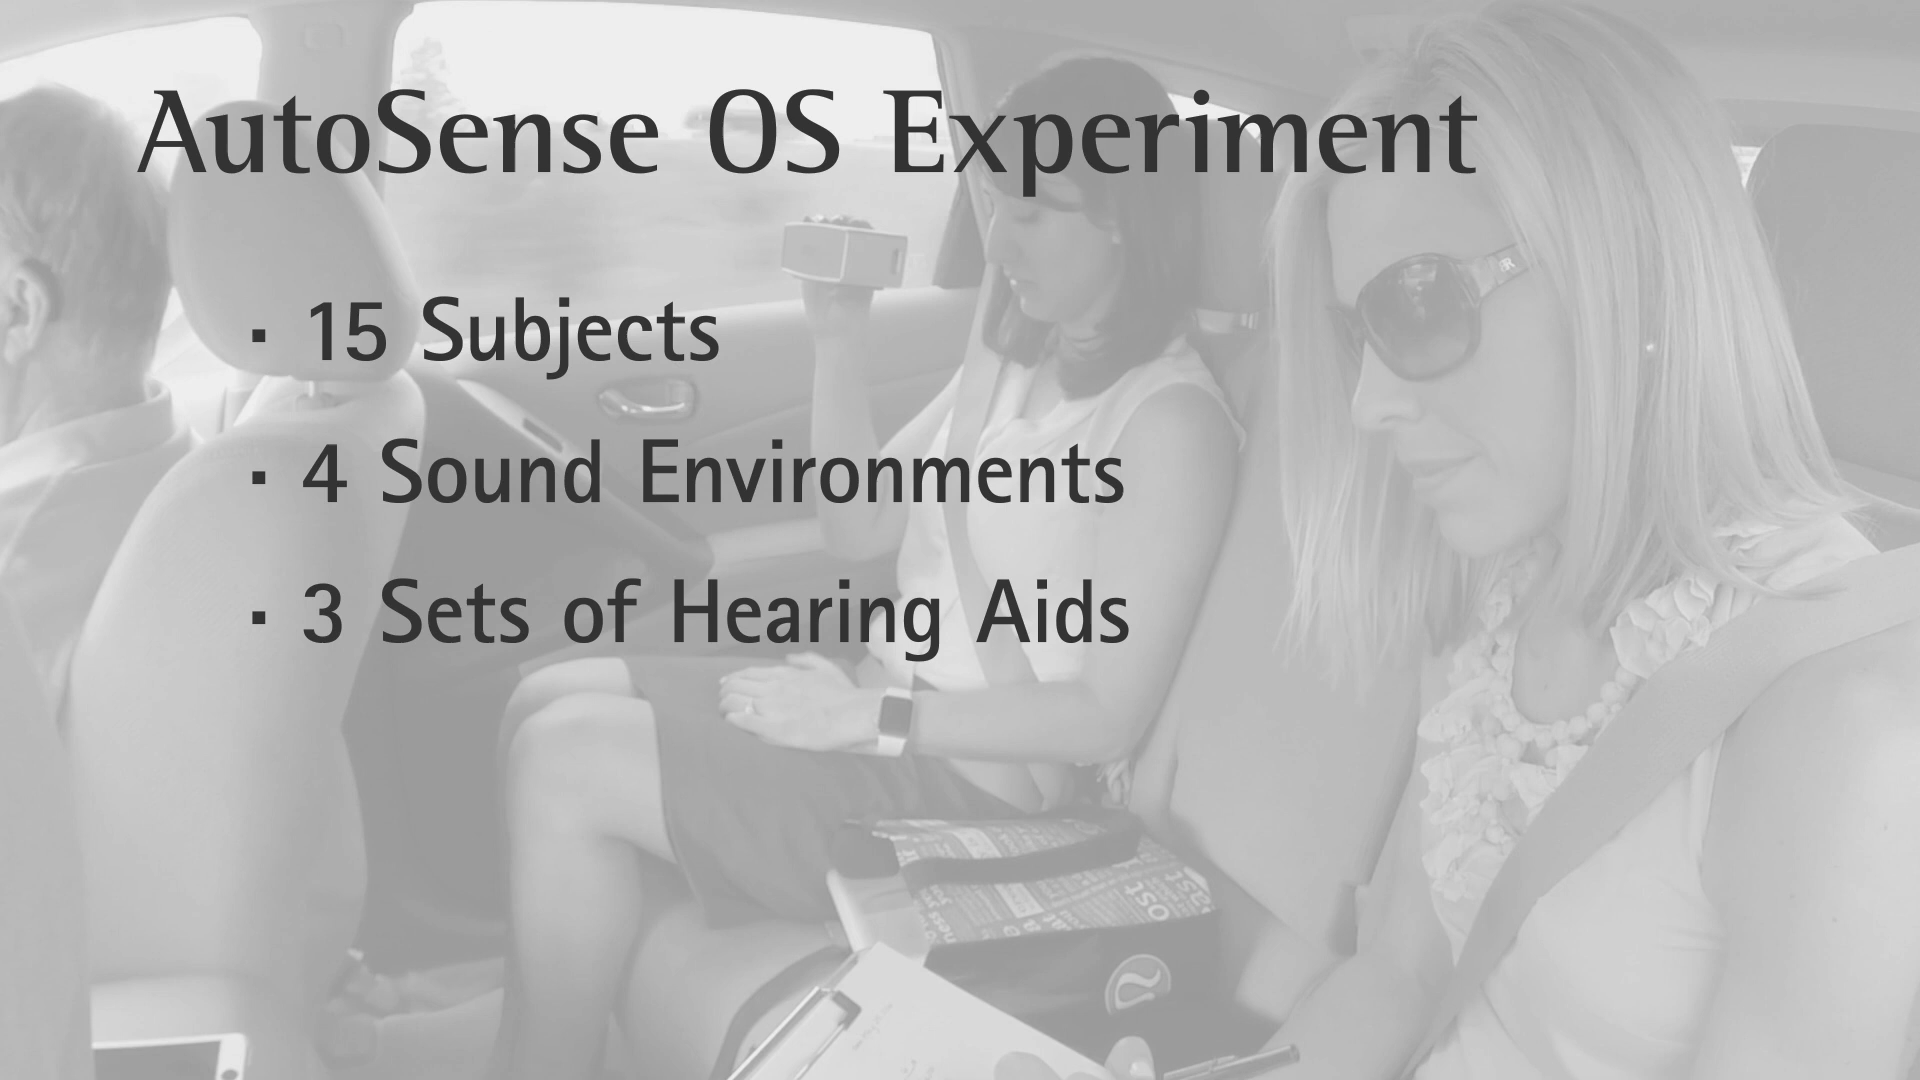 AutoSense OS Experiment
▪ 15 Subjects
▪ 4 Sound Environments
▪ 3 Sets of Hearing Aids